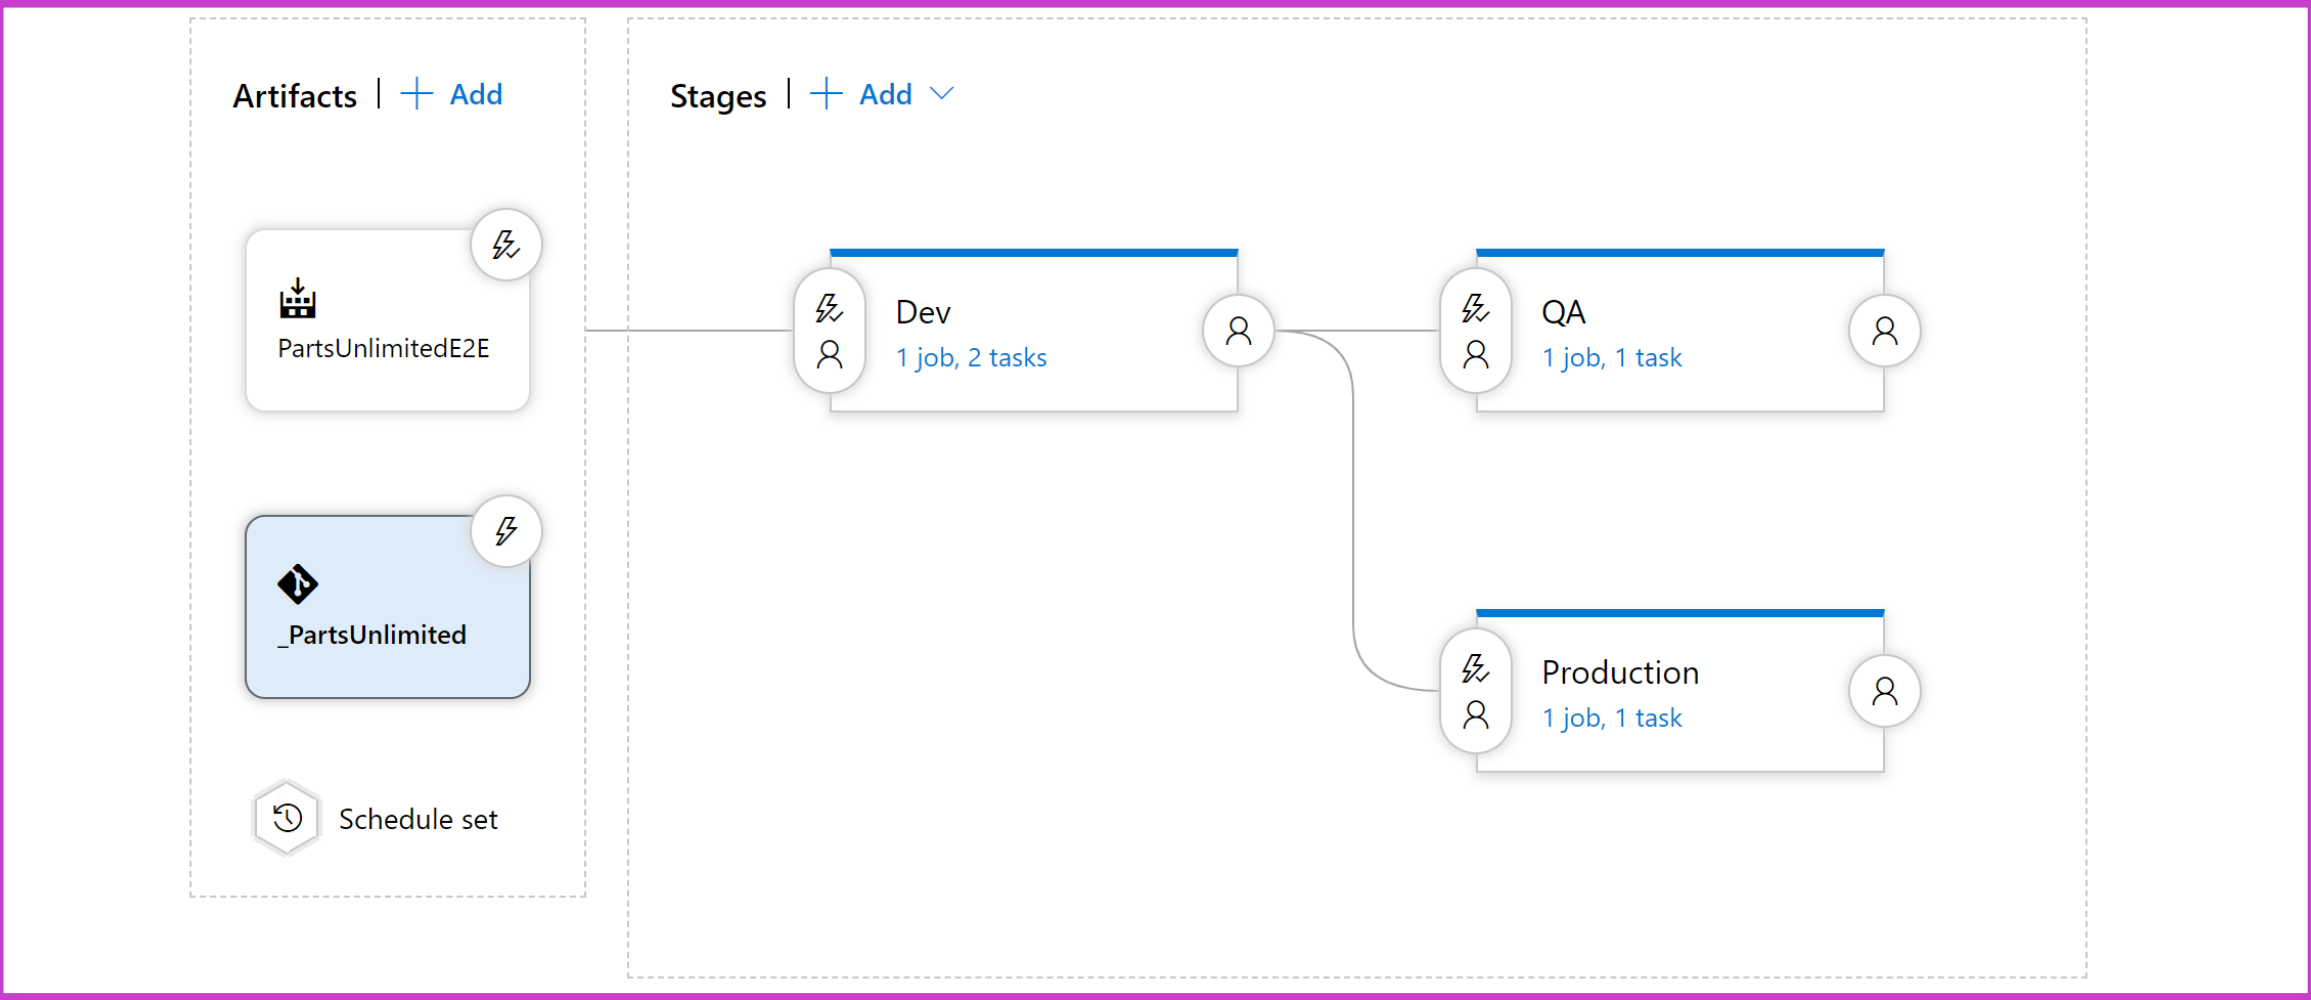 Artifacts | + Add
PartsUnlimitedE2E
_PartsUnlimited
Schedule set
Stages | + Add
Dev
1 job, 2 tasks
QA
1 job, 1 task
Production
1 job, 1 task